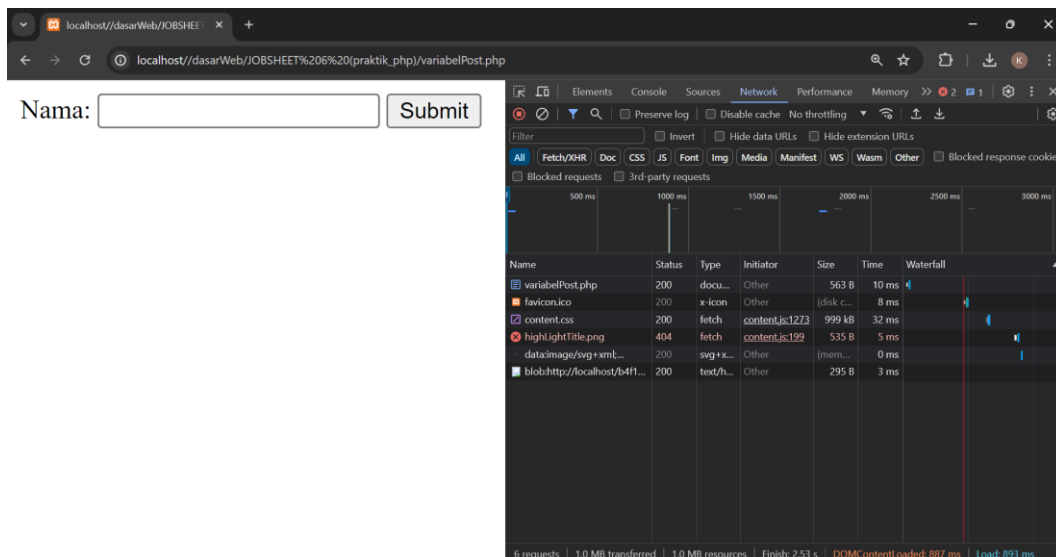 localhost//dasarWeb/JOBSHEE
localhost//dasarWeb/JOBSHEET%206%20(praktik_php)/variabelPost.php
K
Nama: Submit
Elements Console Sources Network Performance Memory 2 1
Preserve log Disable cache No throttling
Filter Invert Hide data URLs Hide extension URLs
All Fetch/XHR Doc CSS JS Font Img Media Manifest WS Wasm Other Blocked response cookie
Blocked requests 3rd-party requests
500 ms 1000 ms 1500 ms 2000 ms 2500 ms 3000 ms
Name Status Type Initiator Size Time Waterfall
variabelPost.php 200 docu... Other 563 B 10 ms
favicon.ico 200 x-icon Other (disk c... 8 ms
content.css 200 fetch content.js:1273 999 kB 32 ms
highLightTitle.png 404 fetch content.js:199 535 B 5 ms
data:image/svg+xml;... 200 svg+x... Other (mem... 0 ms
blob:http://localhost/b4f1... 200 text/h... Other 295 B 3 ms
6 requests 1.0 MB transferred 1.0 MB resources Finish: 2.53 s DOMContentLoaded: 887 ms Load: 893 ms